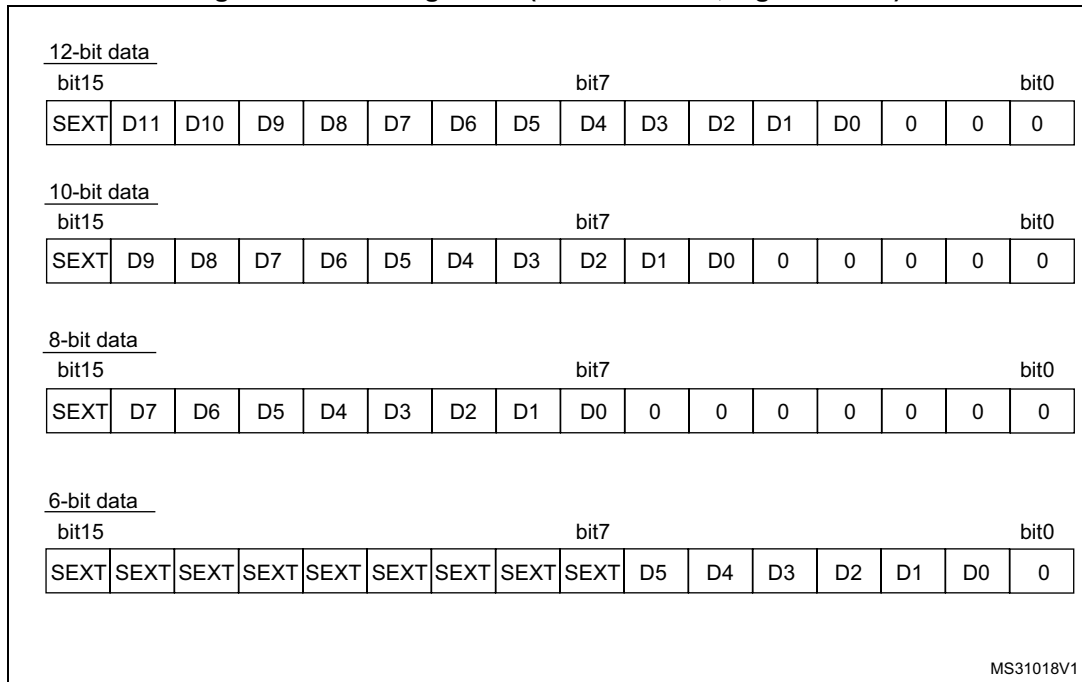 12-bit data
bit15 bit7 bit0
SEXT D11 D10 D9 D8 D7 D6 D5 D4 D3 D2 D1 D0 0 0 0
10-bit data
bit15 bit7 bit0
SEXT D9 D8 D7 D6 D5 D4 D3 D2 D1 D0 0 0 0 0 0
8-bit data
bit15 bit7 bit0
SEXT D7 D6 D5 D4 D3 D2 D1 D0 0 0 0 0 0 0 0
6-bit data
bit15 bit7 bit0
SEXT SEXT SEXT SEXT SEXT SEXT SEXT SEXT SEXT D5 D4 D3 D2 D1 D0 0
MS31018V1